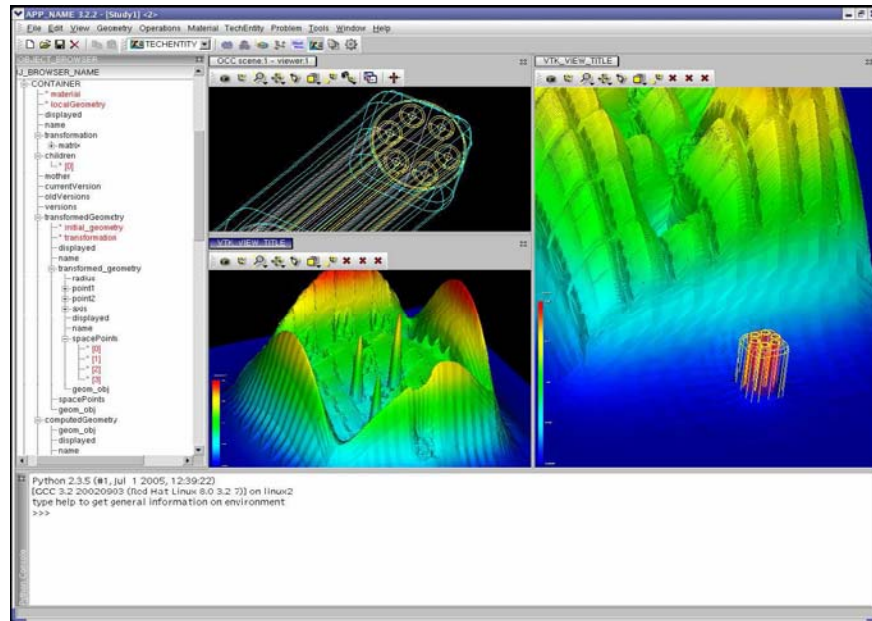 APP_NAME 3.2.2 - [Study1] <2>
File Edit View Geometry Operations Material TechEntity Problem Tools Window Help
TECHENTITY
OBJECT_BROWSER
IJ_BROWSER_NAME
CONTAINER
* material
* localGeometry
displayed
name
transformation
matrix
children
* [0]
mother
currentVersion
oldVersions
versions
transformedGeometry
* initial_geometry
* transformation
displayed
name
transformed_geometry
radius
point1
point2
axis
displayed
name
spacePoints
* [0]
* [1]
* [2]
* [3]
geom_obj
spacePoints
geom_obj
computedGeometry
geom_obj
displayed
name
OCC scene:1 - viewer:1
VTK_VIEW_TITLE
VTK_VIEW_TITLE
Python 2.3.5 (#1, Jul 1 2005, 12:39:22)
[GCC 3.2 20020903 (Red Hat Linux 8.0 3.2 7)] on linux2
type help to get general information on environment
>>>
Python Console